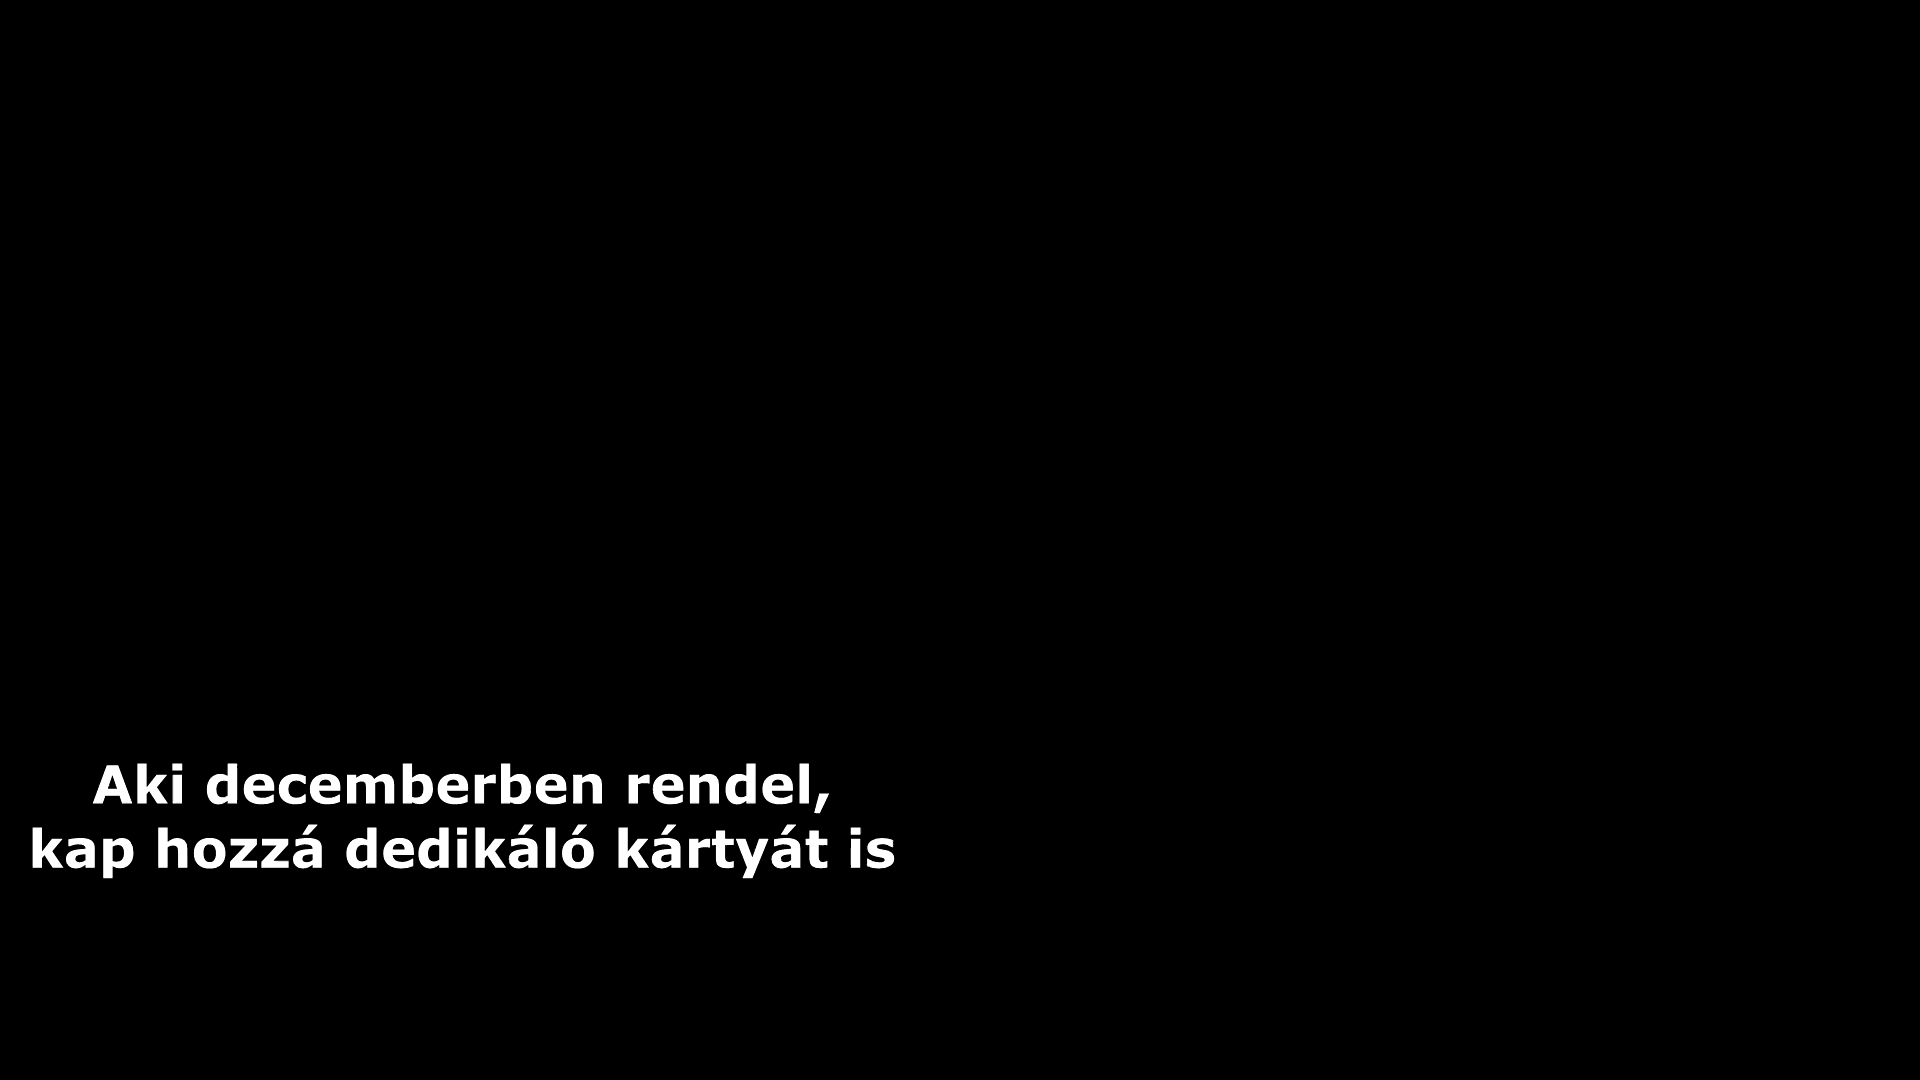 Aki decemberben rendel,
kap hozzá dedikáló kártyát is